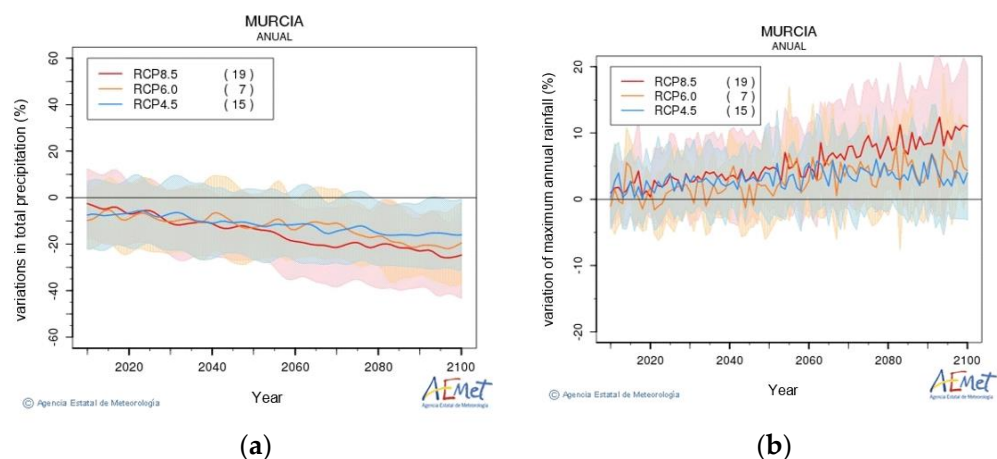 MURCIA
ANUAL
variations in total precipitation (%)
60
40
20
0
-20
-40
-60
RCP8.5 ( 19 )
RCP6.0 ( 7 )
RCP4.5 ( 15 )
2020 2040 2060 2080 2100
Year
© Agencia Estatal de Meteorología
AEmet
Agencia Estatal de Meteorología
(a)
MURCIA
ANUAL
variation of maximum annual rainfall (%)
20
10
0
-10
-20
RCP8.5 ( 19 )
RCP6.0 ( 7 )
RCP4.5 ( 15 )
2020 2040 2060 2080 2100
Year
© Agencia Estatal de Meteorología
AEmet
Agencia Estatal de Meteorología
(b)